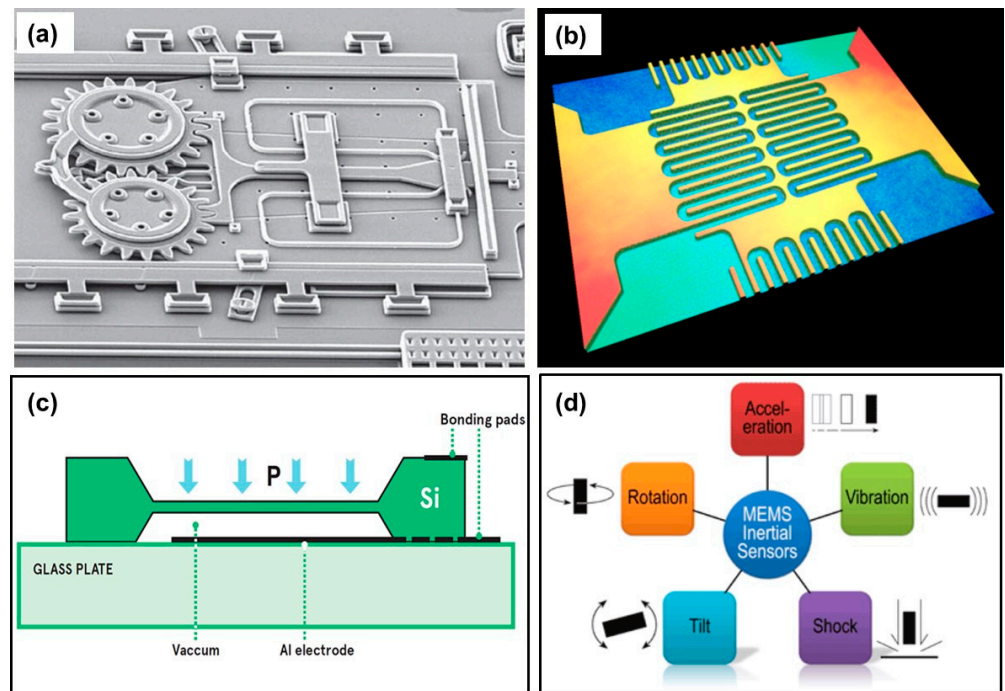 (a)
(b)
(c)
Bonding pads
P
Si
GLASS PLATE
Vaccum
Al electrode
(d)
Accel-
eration
Rotation
MEMS
Inertial
Sensors
Vibration
Tilt
Shock